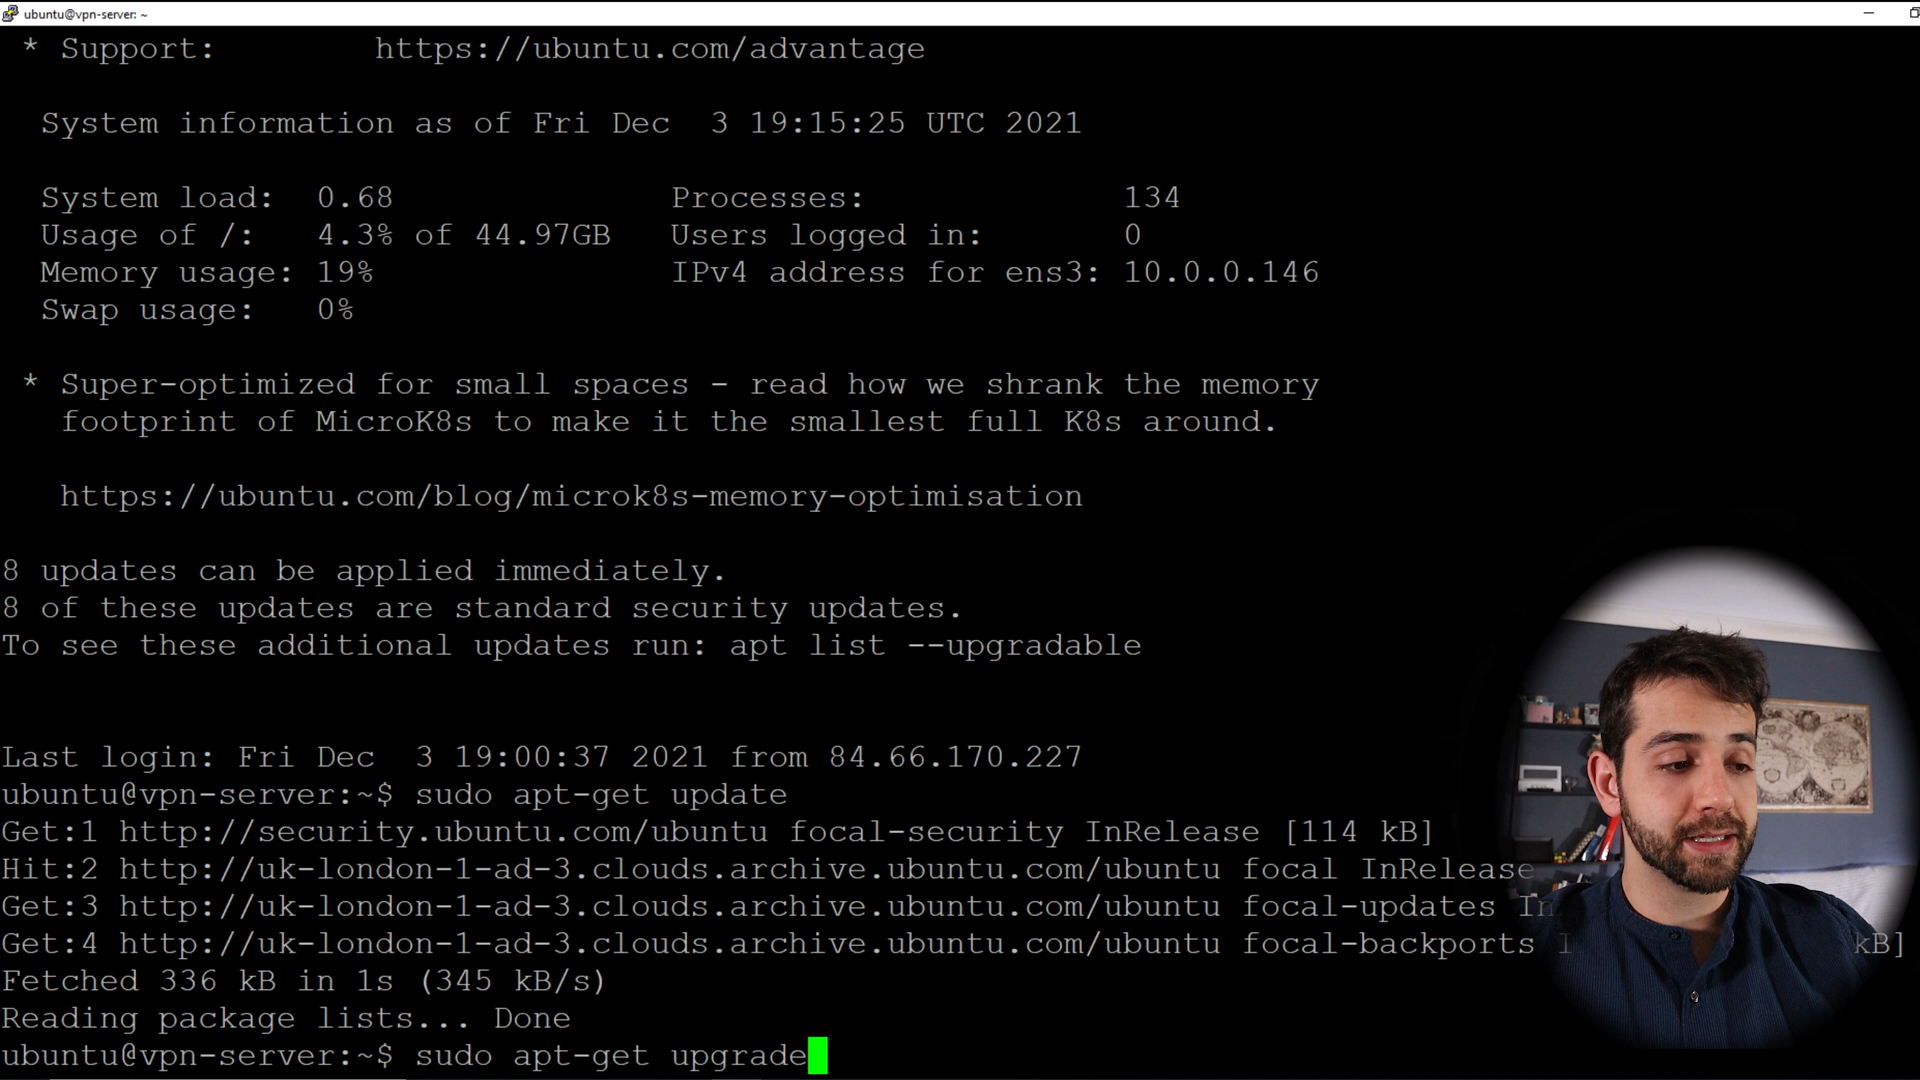 ubuntu@vpn-server: ~
* Support:        https://ubuntu.com/advantage
System information as of Fri Dec  3 19:15:25 UTC 2021
System load:  0.68              Processes:             134
Usage of /:   4.3% of 44.97GB   Users logged in:       0
Memory usage: 19%               IPv4 address for ens3: 10.0.0.146
Swap usage:   0%
* Super-optimized for small spaces - read how we shrank the memory
footprint of MicroK8s to make it the smallest full K8s around.
https://ubuntu.com/blog/microk8s-memory-optimisation
8 updates can be applied immediately.
8 of these updates are standard security updates.
To see these additional updates run: apt list --upgradable
Last login: Fri Dec  3 19:00:37 2021 from 84.66.170.227
ubuntu@vpn-server:~$ sudo apt-get update
Get:1 http://security.ubuntu.com/ubuntu focal-security InRelease [114 kB]
Hit:2 http://uk-london-1-ad-3.clouds.archive.ubuntu.com/ubuntu focal InRelease
Get:3 http://uk-london-1-ad-3.clouds.archive.ubuntu.com/ubuntu focal-updates In
Get:4 http://uk-london-1-ad-3.clouds.archive.ubuntu.com/ubuntu focal-backports I kB]
Fetched 336 kB in 1s (345 kB/s)
Reading package lists... Done
ubuntu@vpn-server:~$ sudo apt-get upgrade